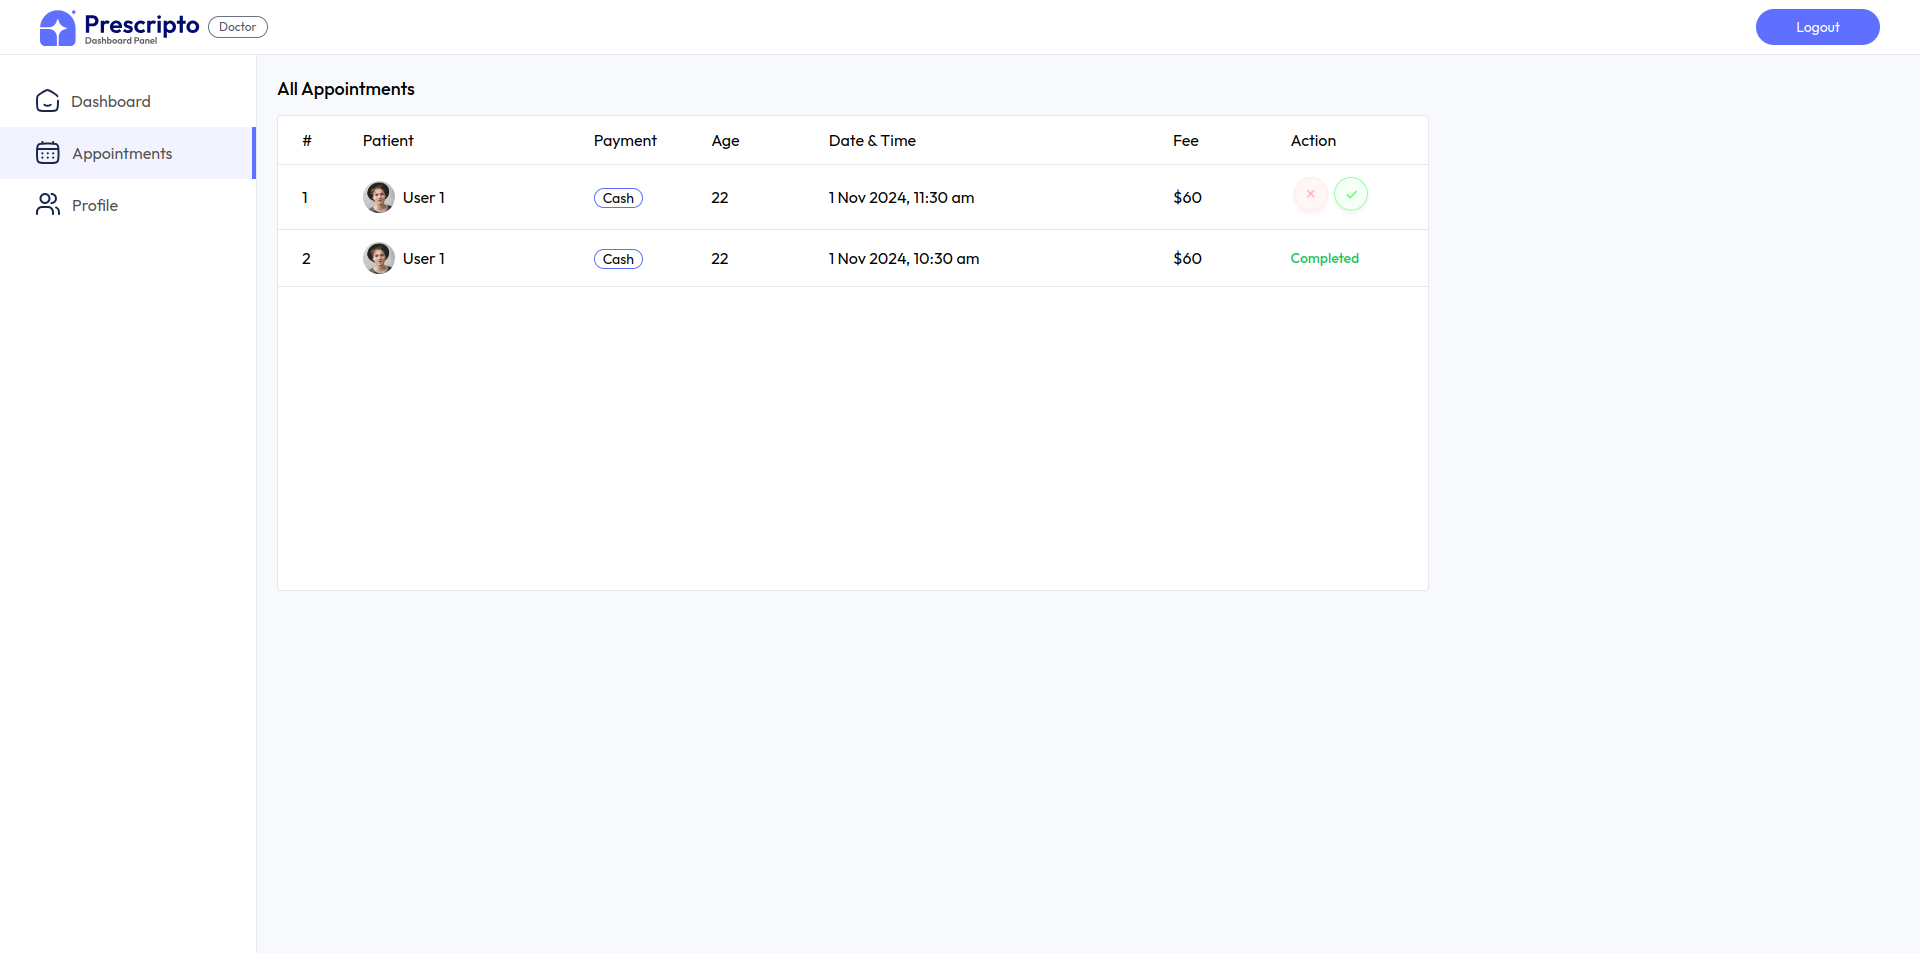 Prescripto
Dashboard Panel
Doctor
Logout
Dashboard
Appointments
Profile
All Appointments
# Patient Payment Age Date & Time Fee Action
1 User 1 Cash 22 1 Nov 2024, 11:30 am $60
2 User 1 Cash 22 1 Nov 2024, 10:30 am $60 Completed